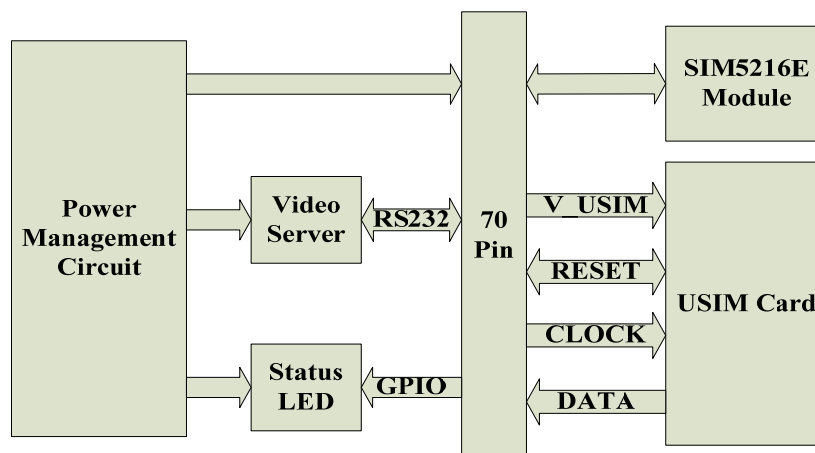 Power
Management
Circuit
Video
Server
RS232
Status
LED
GPIO
70
Pin
SIM5216E
Module
V_USIM
RESET
CLOCK
DATA
USIM Card